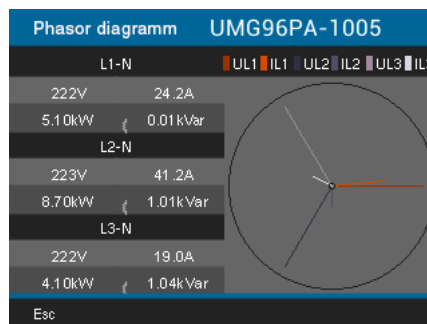 Phasor diagramm UMG96PA-1005
L1-N UL1 IL1 UL2 IL2 UL3 IL
222V 24.2A
5.10kW 0.01kVar
L2-N
223V 41.2A
8.70kW 1.01kVar
L3-N
222V 19.0A
4.10kW 1.04kVar
Esc